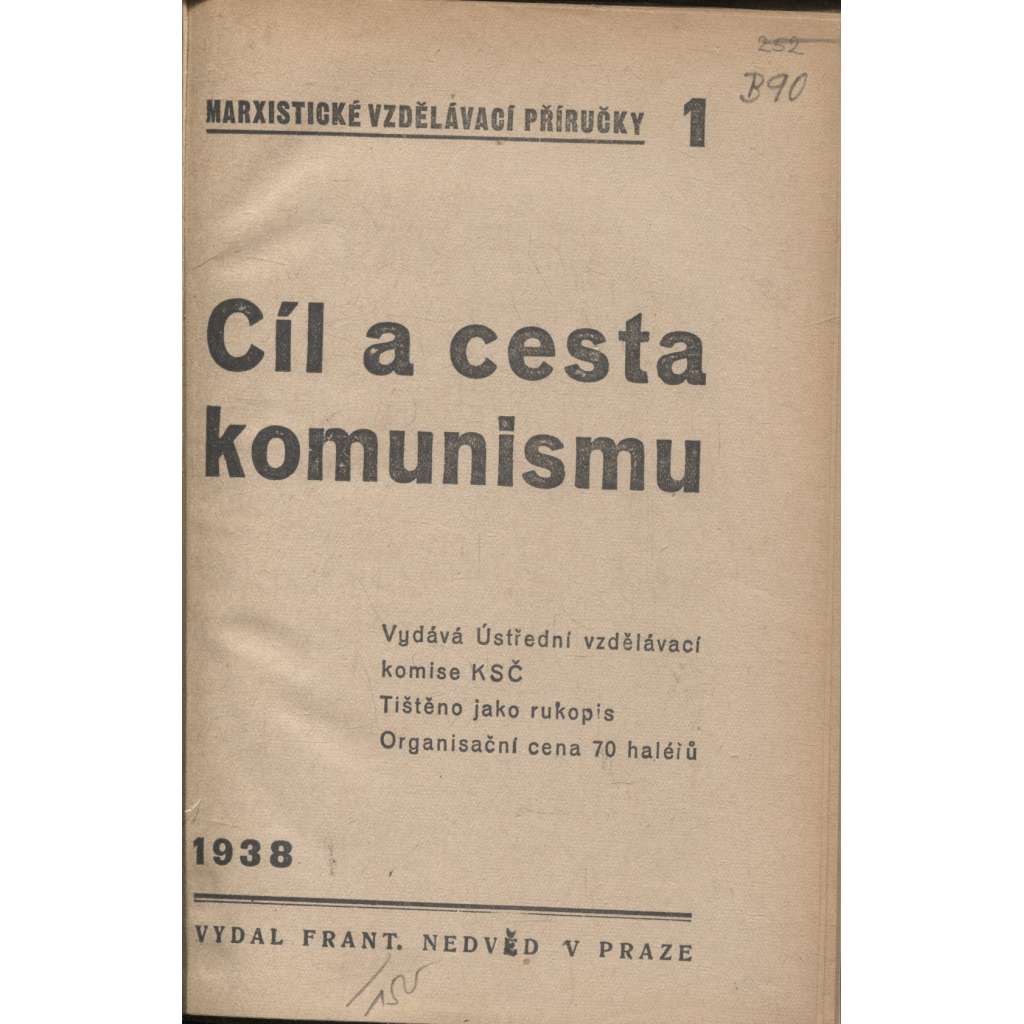 252
B90
MARXISTICKÉ VZDĚLÁVACÍ PŘÍRUČKY 1
Cíl a cesta
komunismu
Vydává Ústřední vzdělávací
komise KSČ
Tištěno jako rukopis
Organisační cena 70 haléřů
1938
VYDAL FRANT. NEDVĚD V PRAZE